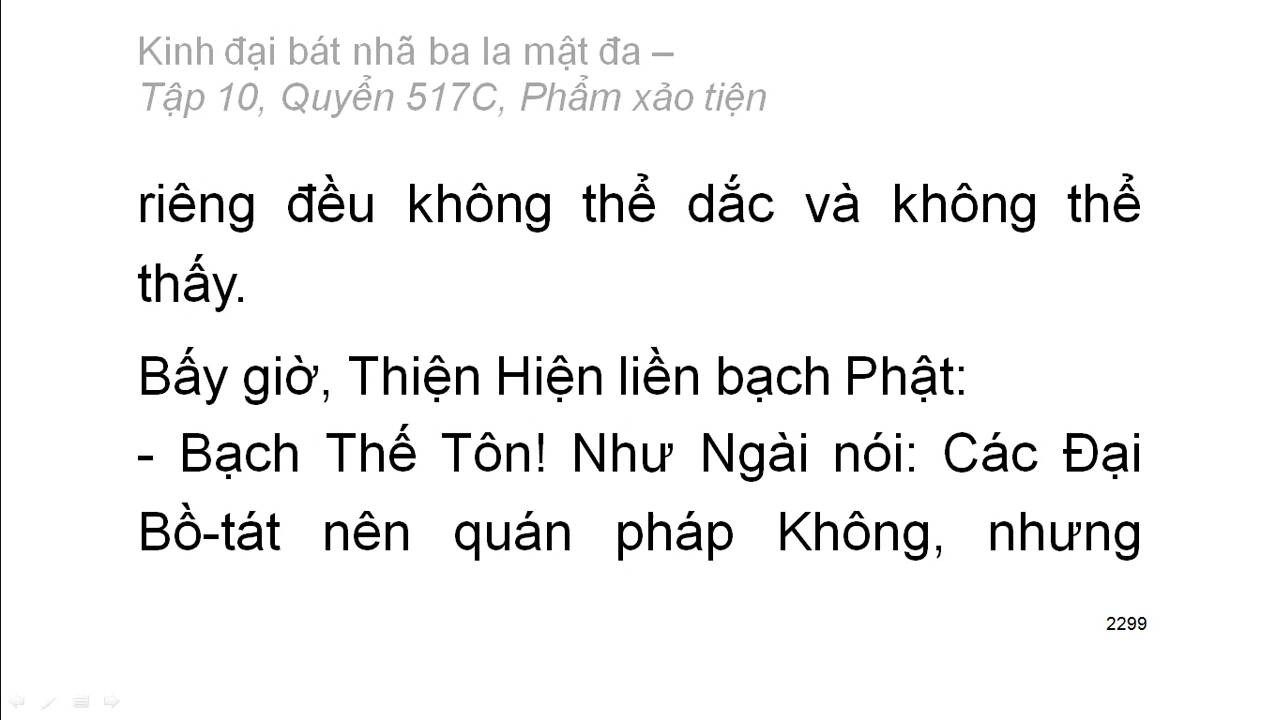 Kinh đại bát nhã ba la mật đa –
Tập 10, Quyển 517C, Phẩm xảo tiện
riêng đều không thể dắc và không thể
thấy.
Bấy giờ, Thiện Hiện liền bạch Phật:
- Bạch Thế Tôn! Như Ngài nói: Các Đại
Bồ-tát nên quán pháp Không, nhưng
2299